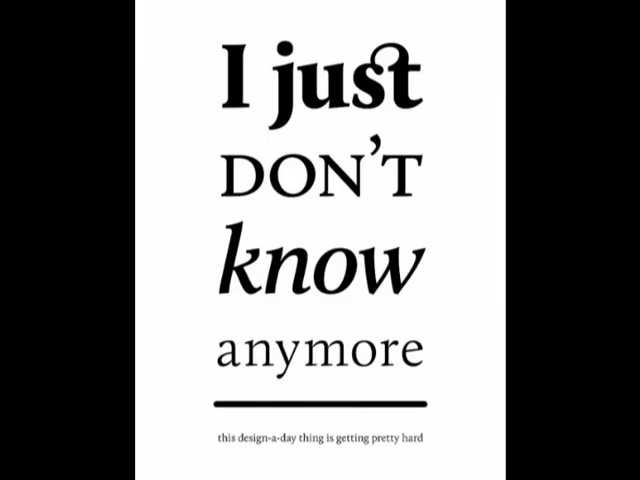 I just
DON'T
know
anymore
this design-a-day thing is getting pretty hard